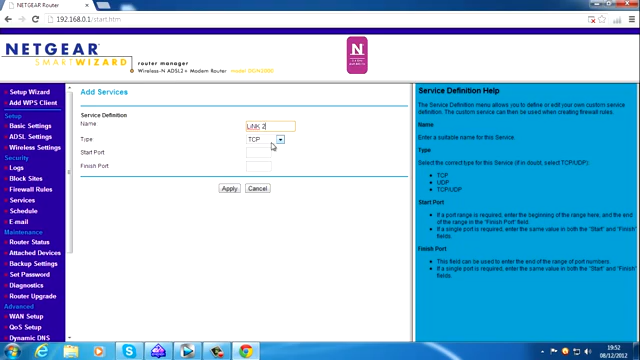 NETGEAR Router
192.168.0.1/start.htm
NETGEAR
SMARTWIZARD
router manager
Wireless-N ADSL2+ Modem Router model DGN2000
N
Setup Wizard
Add WPS Client
Setup
Basic Settings
ADSL Settings
Wireless Settings
Security
Logs
Block Sites
Firewall Rules
Services
Schedule
E-mail
Maintenance
Router Status
Attached Devices
Backup Settings
Set Password
Diagnostics
Router Upgrade
Advanced
WAN Setup
QoS Setup
Dynamic DNS
Add Services
Service Definition
Name
LiNK 2
Type
TCP
Start Port
Finish Port
Apply
Cancel
Service Definition Help
The Service Definition menu allows you to define or edit your own custom service
definition. The custom service can then be used when creating firewall rules.
Name
Enter a suitable name for this Service.
Type
Select the correct type for this Service (if in doubt, select TCP/UDP)
TCP
UDP
TCP/UDP
Start Port
If a port range is required, enter the beginning of the range here, and the end
of the range in the "Finish Port" field.
If a single port is required, enter the same value in both the "Start" and "Finish"
fields.
Finish Port
This field can be used to enter the end of the range of port numbers.
If a single port is required, enter the same value in both the "Start" and "Finish"
fields.
19:52
08/12/2012